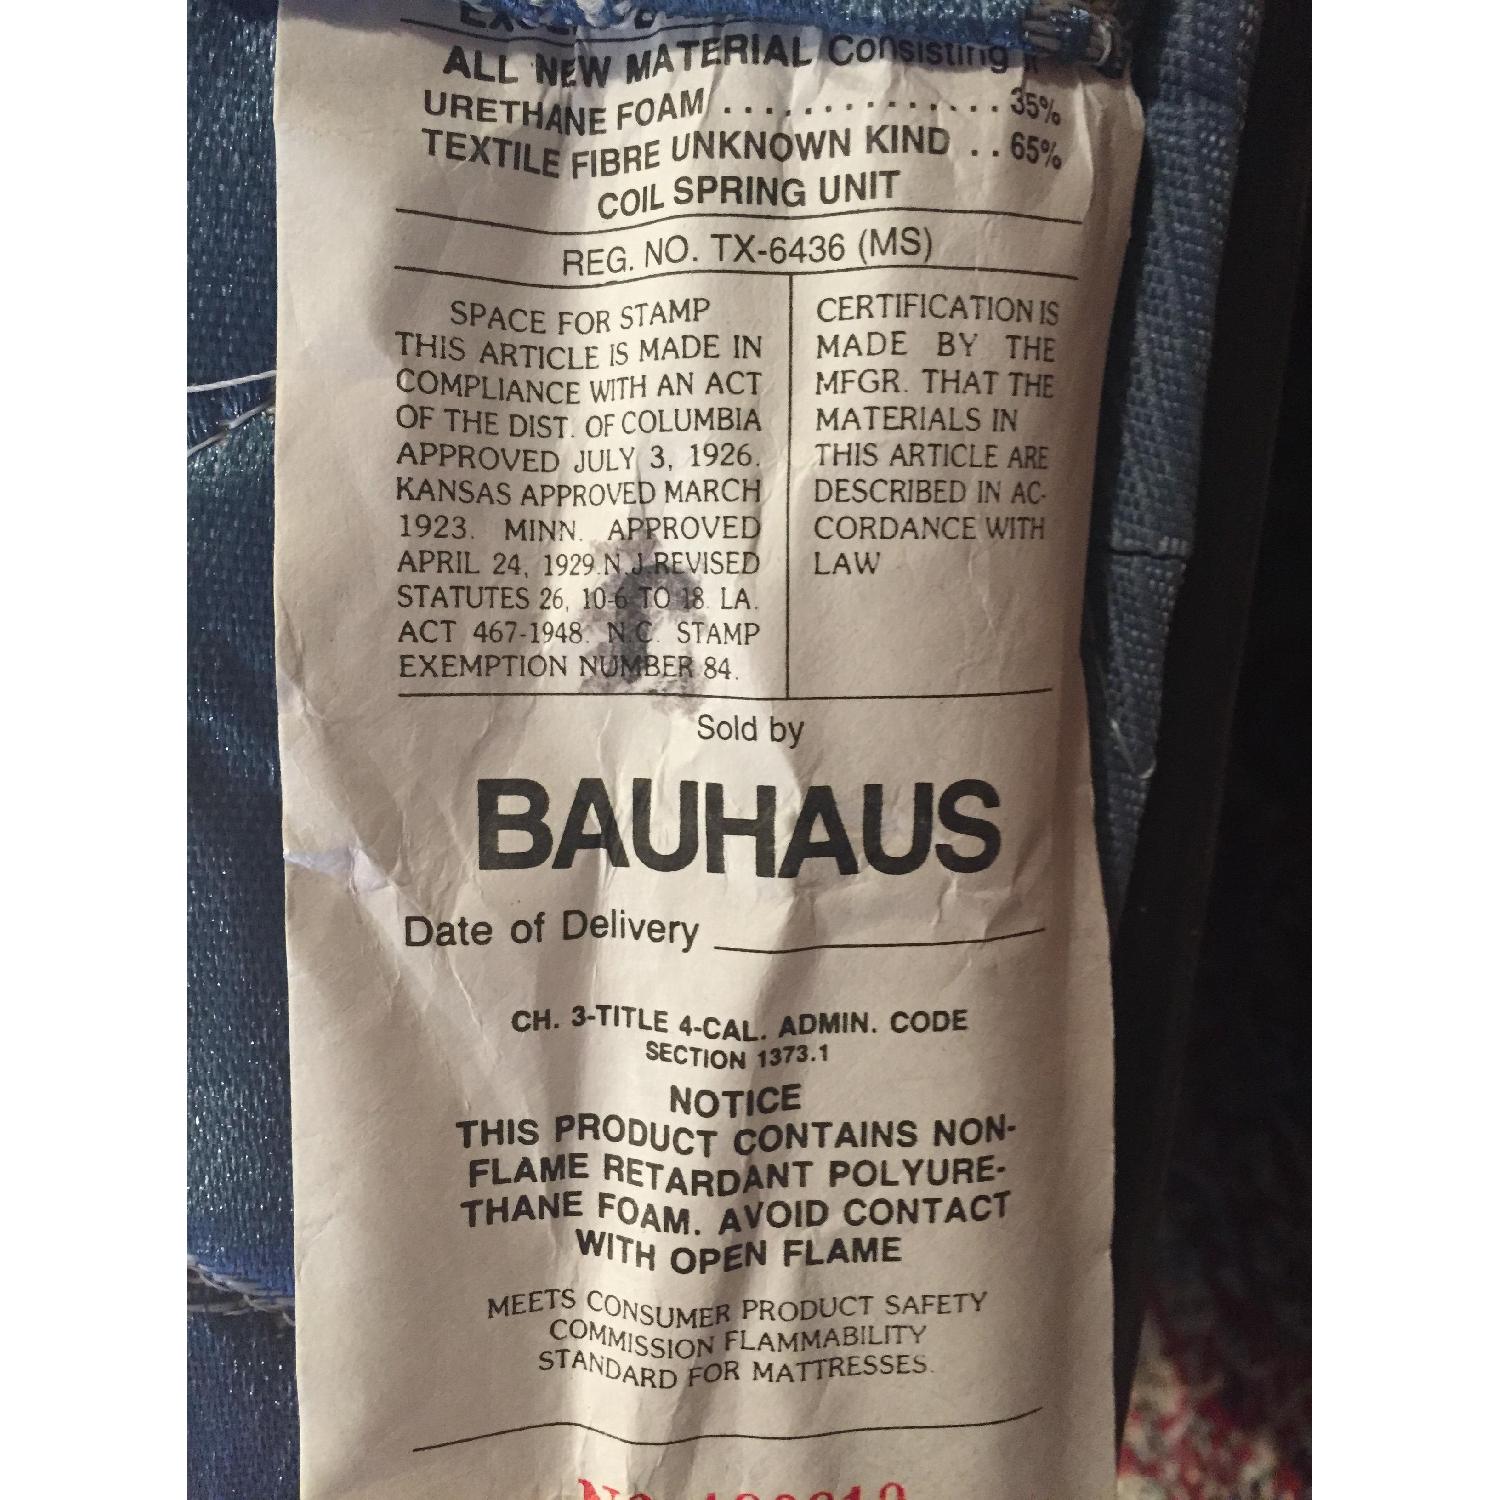 ALL NEW MATERIAL Consisting
URETHANE FOAM .............. 35%
TEXTILE FIBRE UNKNOWN KIND .. 65%
COIL SPRING UNIT
REG. NO. TX-6436 (MS)
SPACE FOR STAMP
THIS ARTICLE IS MADE IN
COMPLIANCE WITH AN ACT
OF THE DIST. OF COLUMBIA
APPROVED JULY 3, 1926.
KANSAS APPROVED MARCH
1923. MINN. APPROVED
APRIL 24, 1929. N.J. REVISED
STATUTES 26, 10-6 TO 18. LA.
ACT 467-1948. N.C. STAMP
EXEMPTION NUMBER 84.
CERTIFICATION IS
MADE BY THE
MFGR. THAT THE
MATERIALS IN
THIS ARTICLE ARE
DESCRIBED IN AC-
CORDANCE WITH
LAW
Sold by
BAUHAUS
Date of Delivery
CH. 3-TITLE 4-CAL. ADMIN. CODE
SECTION 1373.1
NOTICE
THIS PRODUCT CONTAINS NON-
FLAME RETARDANT POLYURE-
THANE FOAM. AVOID CONTACT
WITH OPEN FLAME
MEETS CONSUMER PRODUCT SAFETY
COMMISSION FLAMMABILITY
STANDARD FOR MATTRESSES.